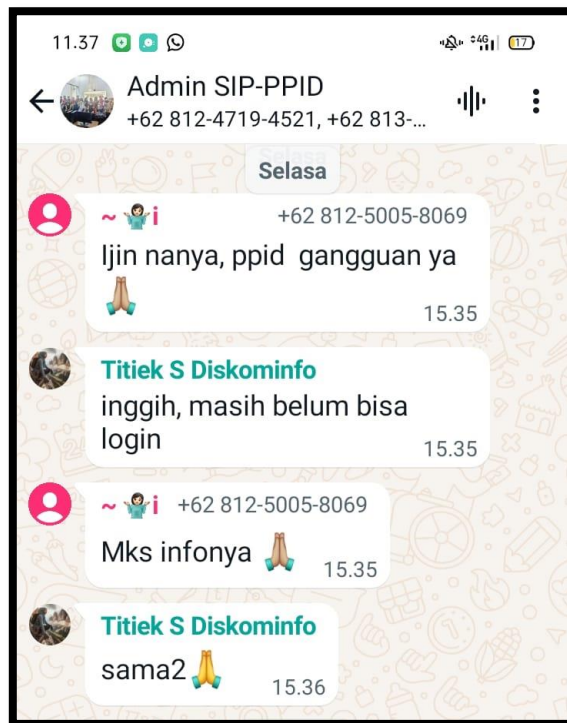 11.37
4G
17
Admin SIP-PPID
+62 812-4719-4521, +62 813-...
Selasa
~ 🤷🏻‍♀️i +62 812-5005-8069
Ijin nanya, ppid gangguan ya
🙏🏼
15.35
Titiek S Diskominfo
inggih, masih belum bisa
login
15.35
~ 🤷🏻‍♀️i +62 812-5005-8069
Mks infonya 🙏🏼
15.35
Titiek S Diskominfo
sama2🙏
15.36